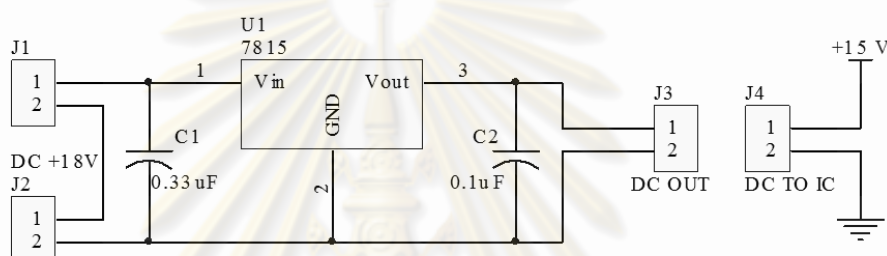 U1
7815
J1
1
2
1
Vin
Vout
GND
3
2
+15 V
J3
1
2
J4
1
2
C1
0.33 uF
C2
0.1u F
DC +18V
J2
1
2
DC OUT
DC TO IC